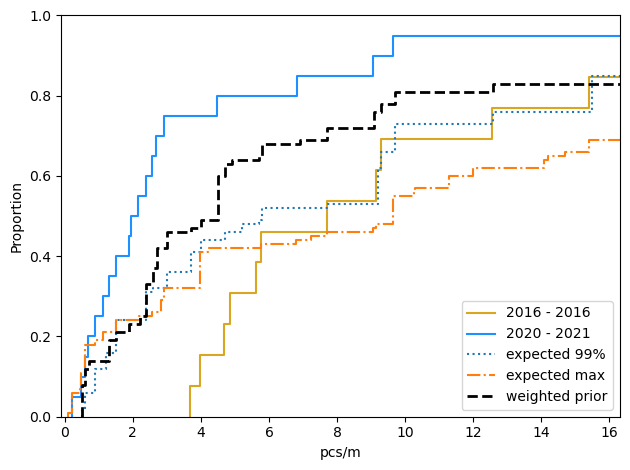 1.0
0.8
0.6
0.4
0.2
0.0
Proportion
0 2 4 6 8 10 12 14 16
pcs/m
2016 - 2016
2020 - 2021
expected 99%
expected max
weighted prior